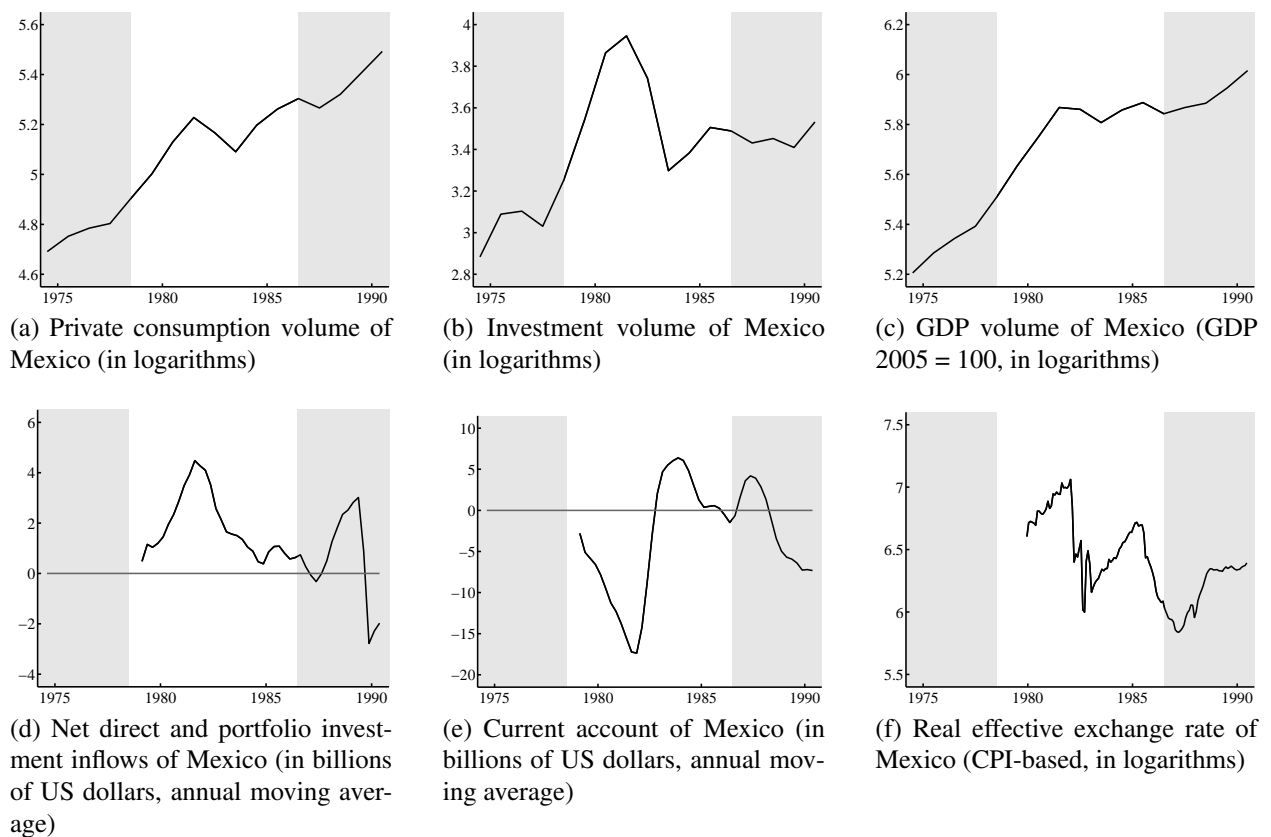 5.6
5.4
5.2
5
4.8
4.6
1975 1980 1985 1990
(a) Private consumption volume of
Mexico (in logarithms)
4
3.8
3.6
3.4
3.2
3
2.8
1975 1980 1985 1990
(b) Investment volume of Mexico
(in logarithms)
6.2
6
5.8
5.6
5.4
5.2
1975 1980 1985 1990
(c) GDP volume of Mexico (GDP
2005 = 100, in logarithms)
6
4
2
0
−2
−4
1975 1980 1985 1990
(d) Net direct and portfolio invest-
ment inflows of Mexico (in billions
of US dollars, annual moving aver-
age)
10
5
0
−5
−10
−15
−20
1975 1980 1985 1990
(e) Current account of Mexico (in
billions of US dollars, annual mov-
ing average)
7.5
7
6.5
6
5.5
1975 1980 1985 1990
(f) Real effective exchange rate of
Mexico (CPI-based, in logarithms)